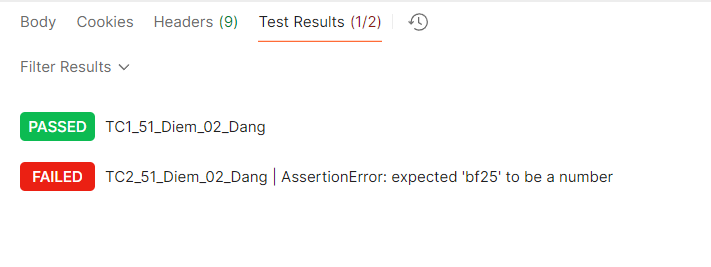 Body Cookies Headers (9) Test Results (1/2)
Filter Results
PASSED TC1_51_Diem_02_Dang
FAILED TC2_51_Diem_02_Dang | AssertionError: expected 'bf25' to be a number